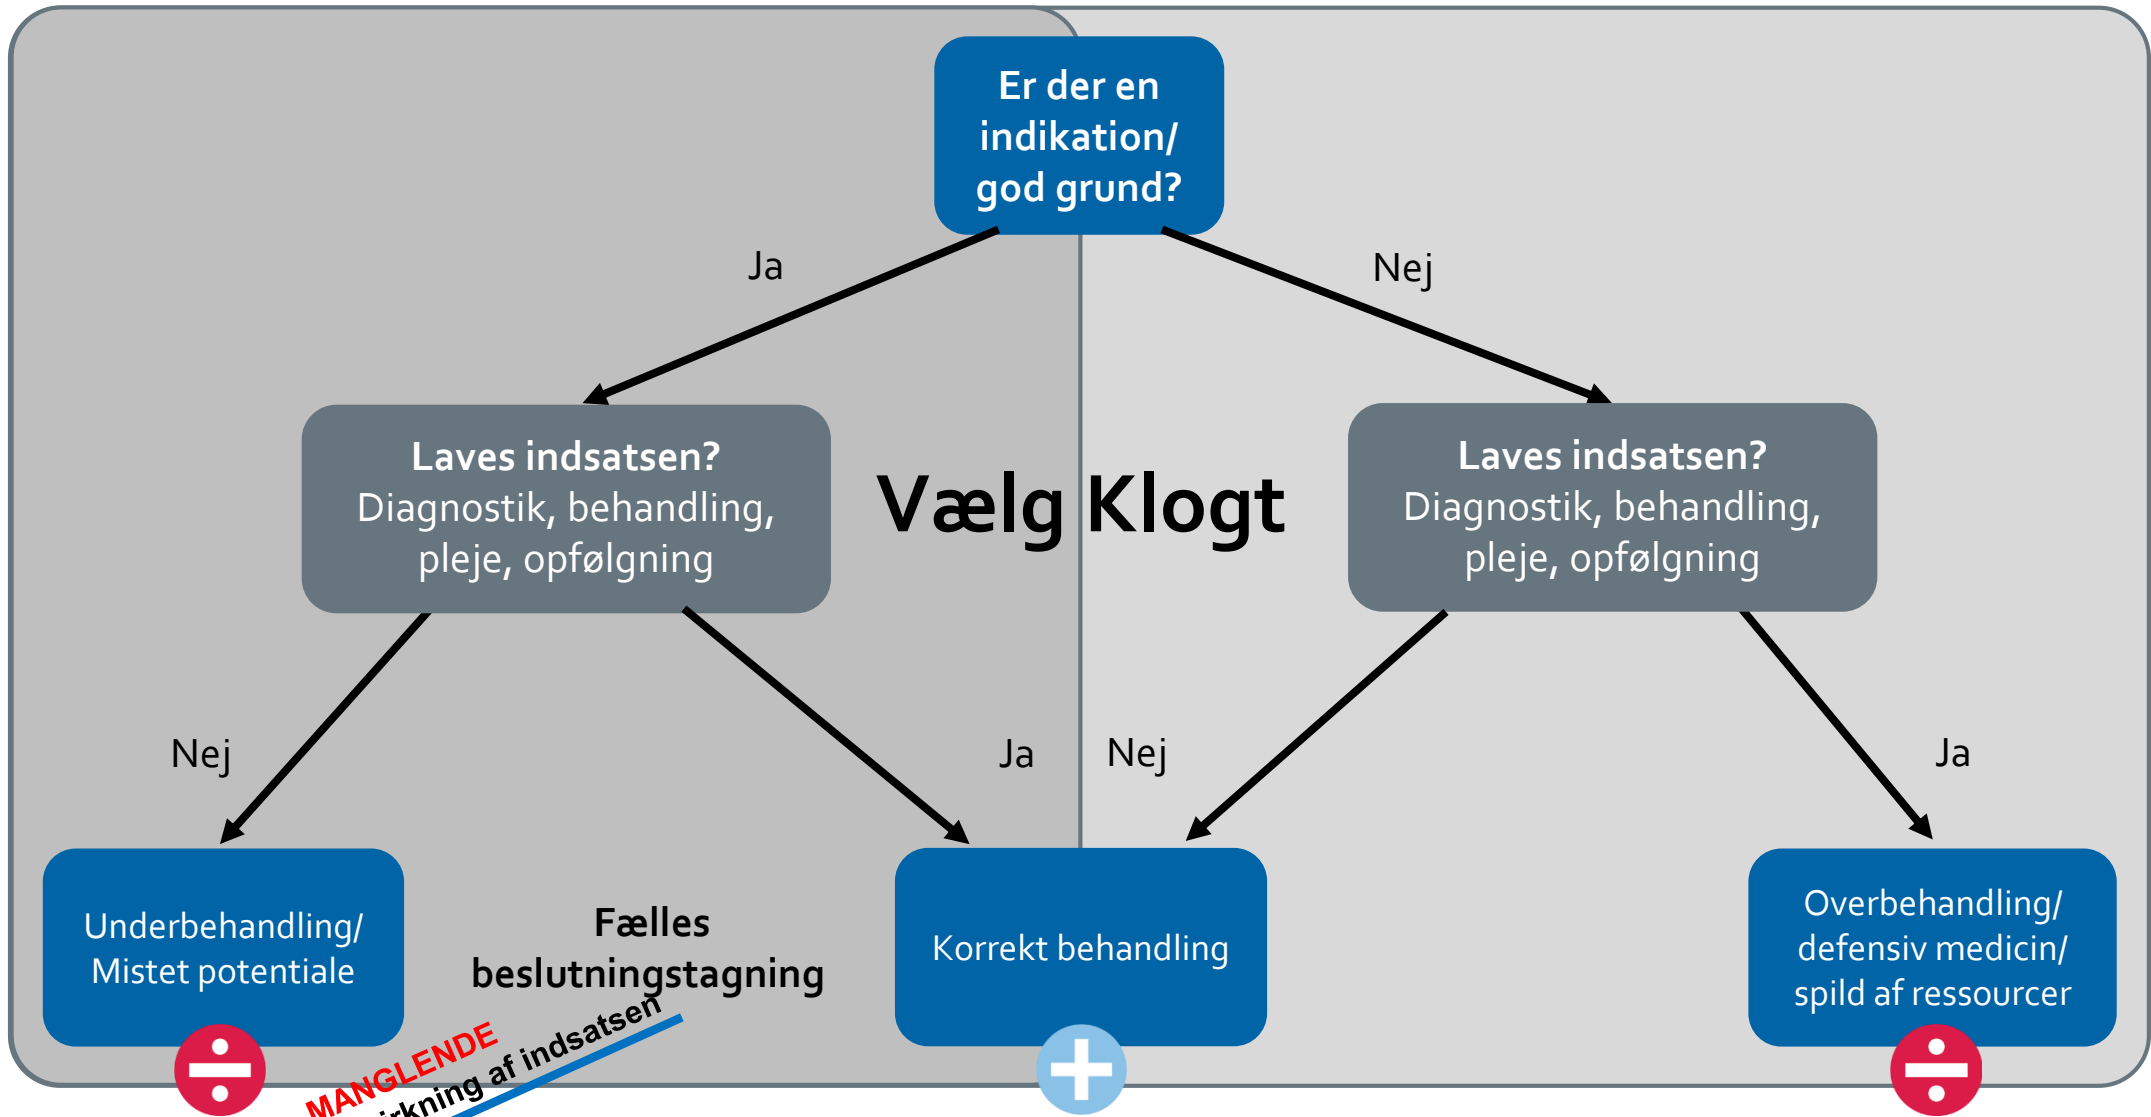 Er der en
indikation/
god grund?
Ja
Nej
Laves indsatsen?
Diagnostik, behandling,
pleje, opfølgning
Vælg Klogt
Laves indsatsen?
Diagnostik, behandling,
pleje, opfølgning
Nej
Ja
Nej
Ja
Underbehandling/
Mistet potentiale
Fælles
beslutningstagning
Korrekt behandling
Overbehandling/
defensiv medicin/
spild af ressourcer
MANGLENDE
af indsatsen